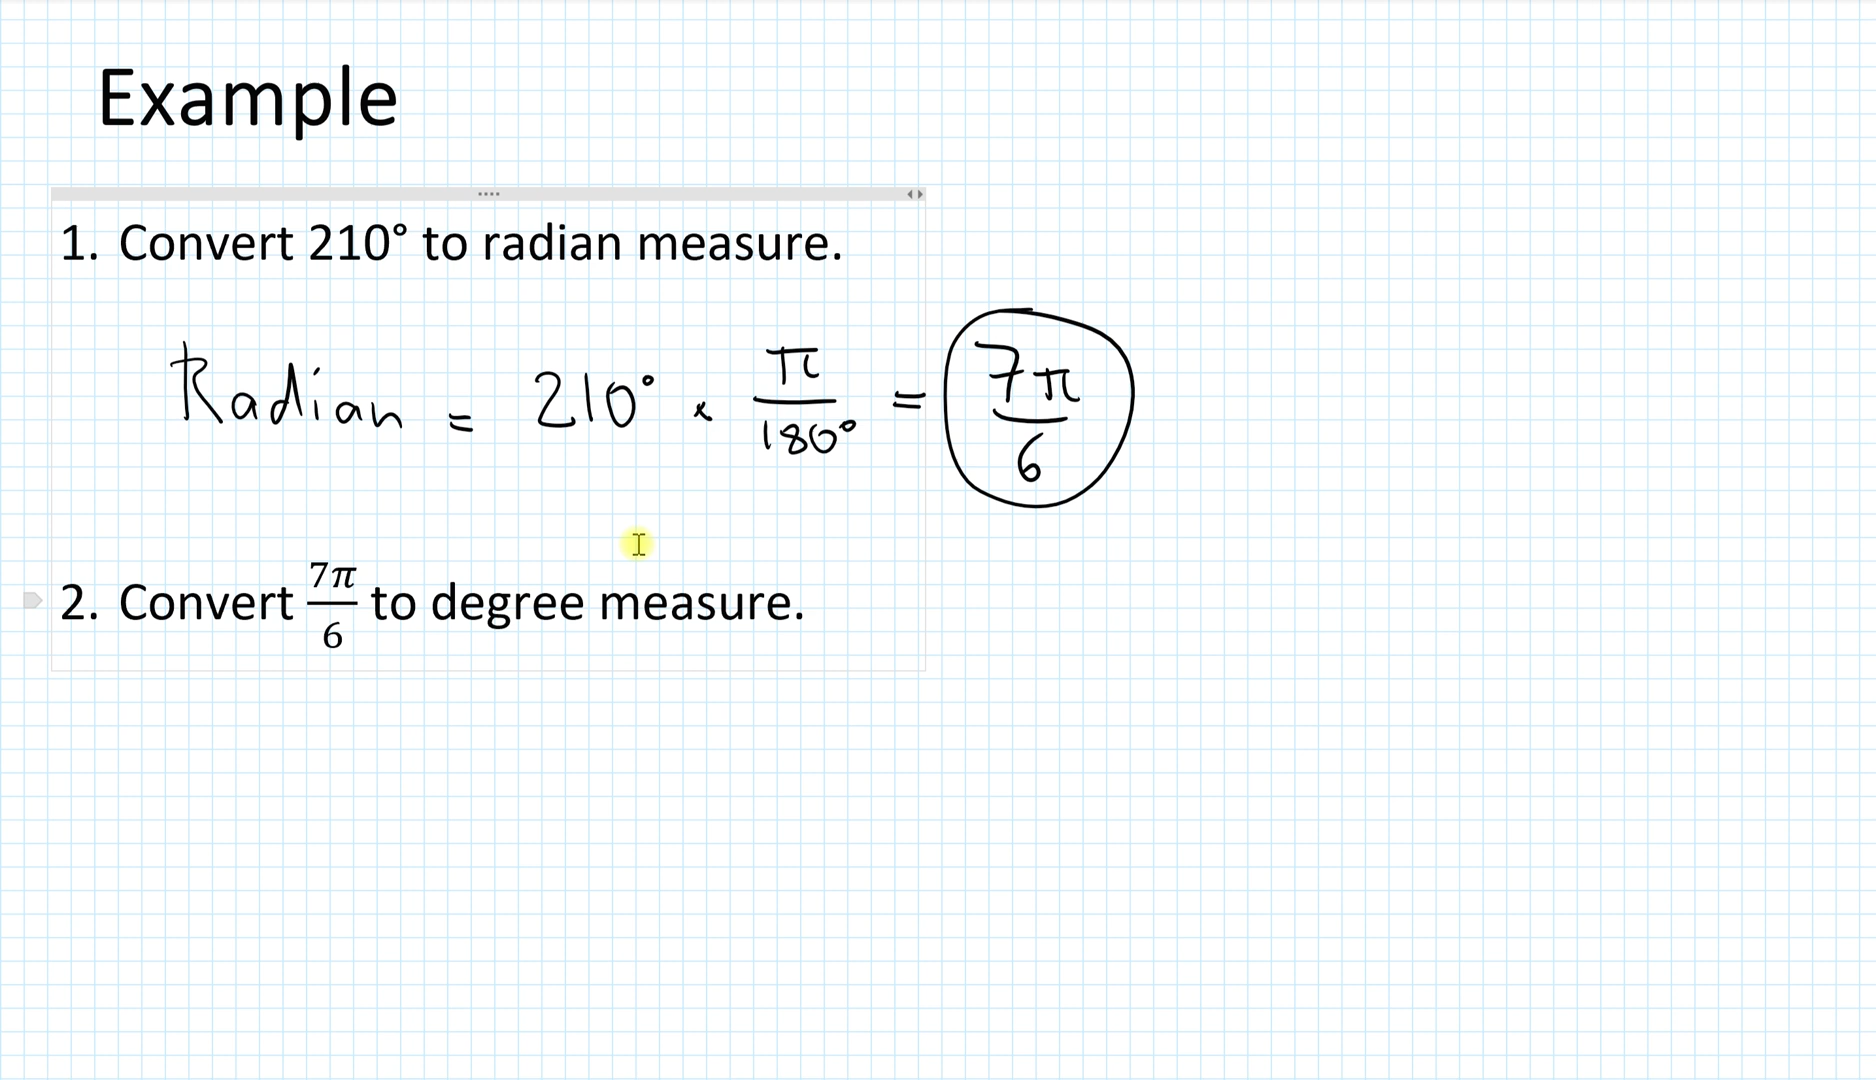 Example
1. Convert 210° to radian measure.
Radian = 210° × π/180° = 7π/6
2. Convert 7π/6 to degree measure.